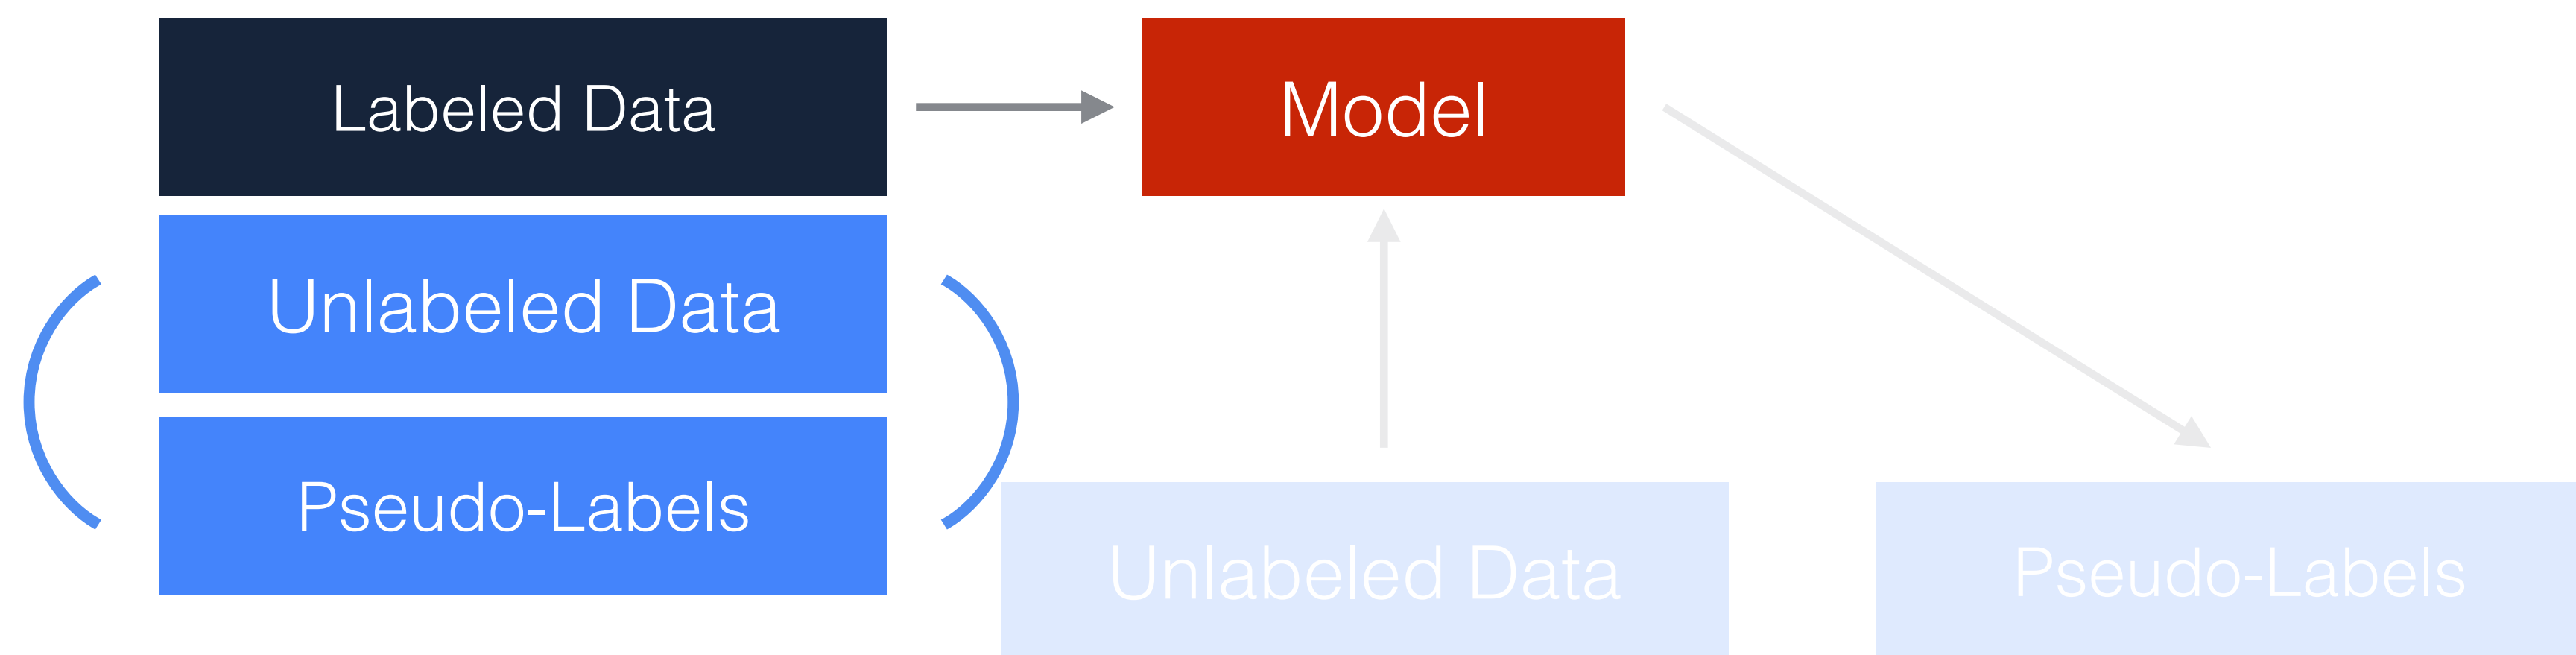 Labeled Data
Model
Unlabeled Data
Pseudo-Labels
Unlabeled Data
Pseudo-Labels